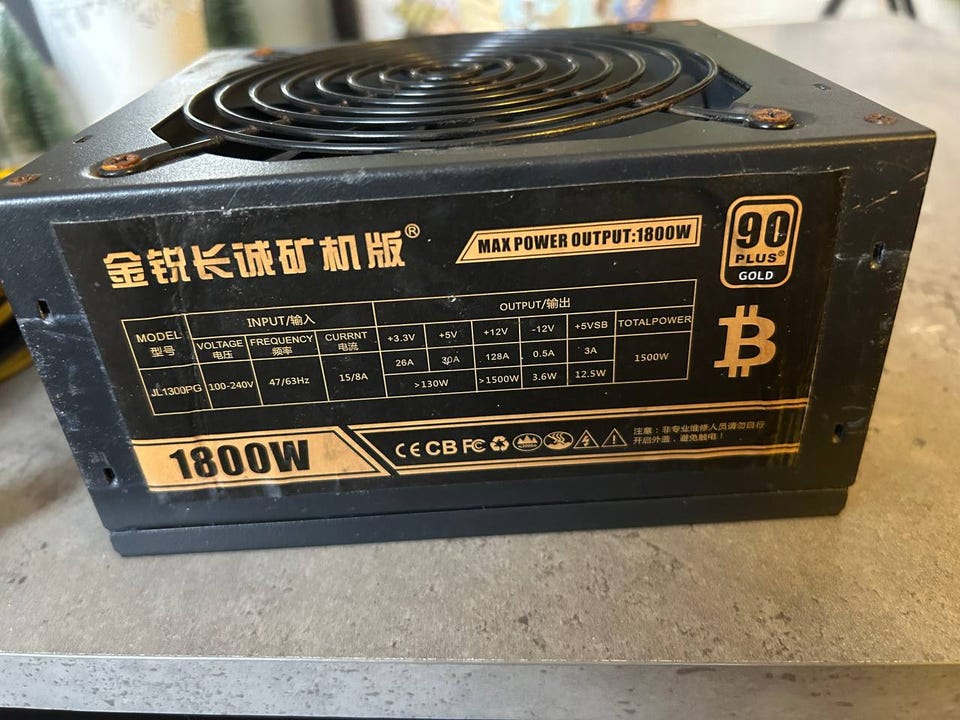 金锐长诚矿机版®
MAX POWER OUTPUT:1800W
90
PLUS®
GOLD
MODEL
型号
INPUT/输入
OUTPUT/输出
VOLTAGE
电压
FREQUENCY
频率
CURRNT
电流
+3.3V
+5V
+12V
-12V
+5VSB
TOTALPOWER
JL1300PG
100-240V
47/63Hz
15/8A
26A
30A
128A
0.5A
3A
1500W
>130W
>1500W
3.6W
12.5W
1800W
CE CB FC
注意:非专业维修人员请勿自行
开启外盖,避免触电!